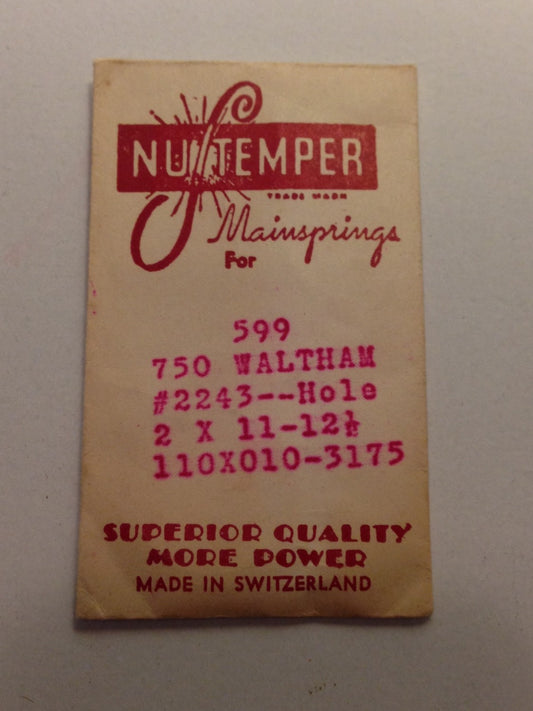 NU TEMPER
TRADE MARK
Mainsprings
For
599
750 WALTHAM
#2243--Hole
2 X 11-12½
110X010-3175
SUPERIOR QUALITY
MORE POWER
MADE IN SWITZERLAND